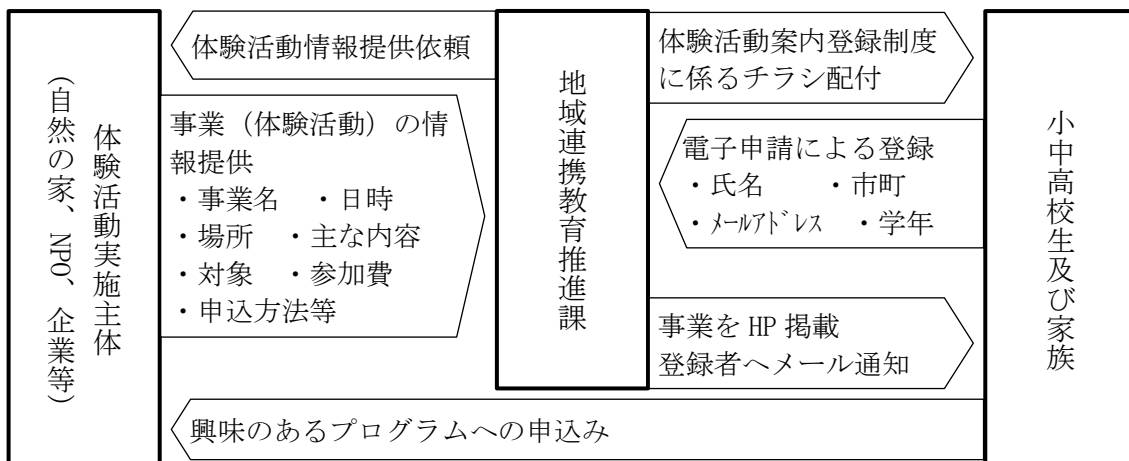 体験活動実施主体
(自然の家、NPO、企業等)
体験活動情報提供依頼
事業（体験活動）の情
報提供
・事業名　・日時
・場所　・主な内容
・対象　・参加費
・申込方法等
地域連携教育推進課
体験活動案内登録制度
に係るチラシ配付
電子申請による登録
・氏名　・市町
・ﾒｰﾙｱﾄﾞﾚｽ　・学年
事業を HP 掲載
登録者へメール通知
小中高校生及び家族
興味のあるプログラムへの申込み